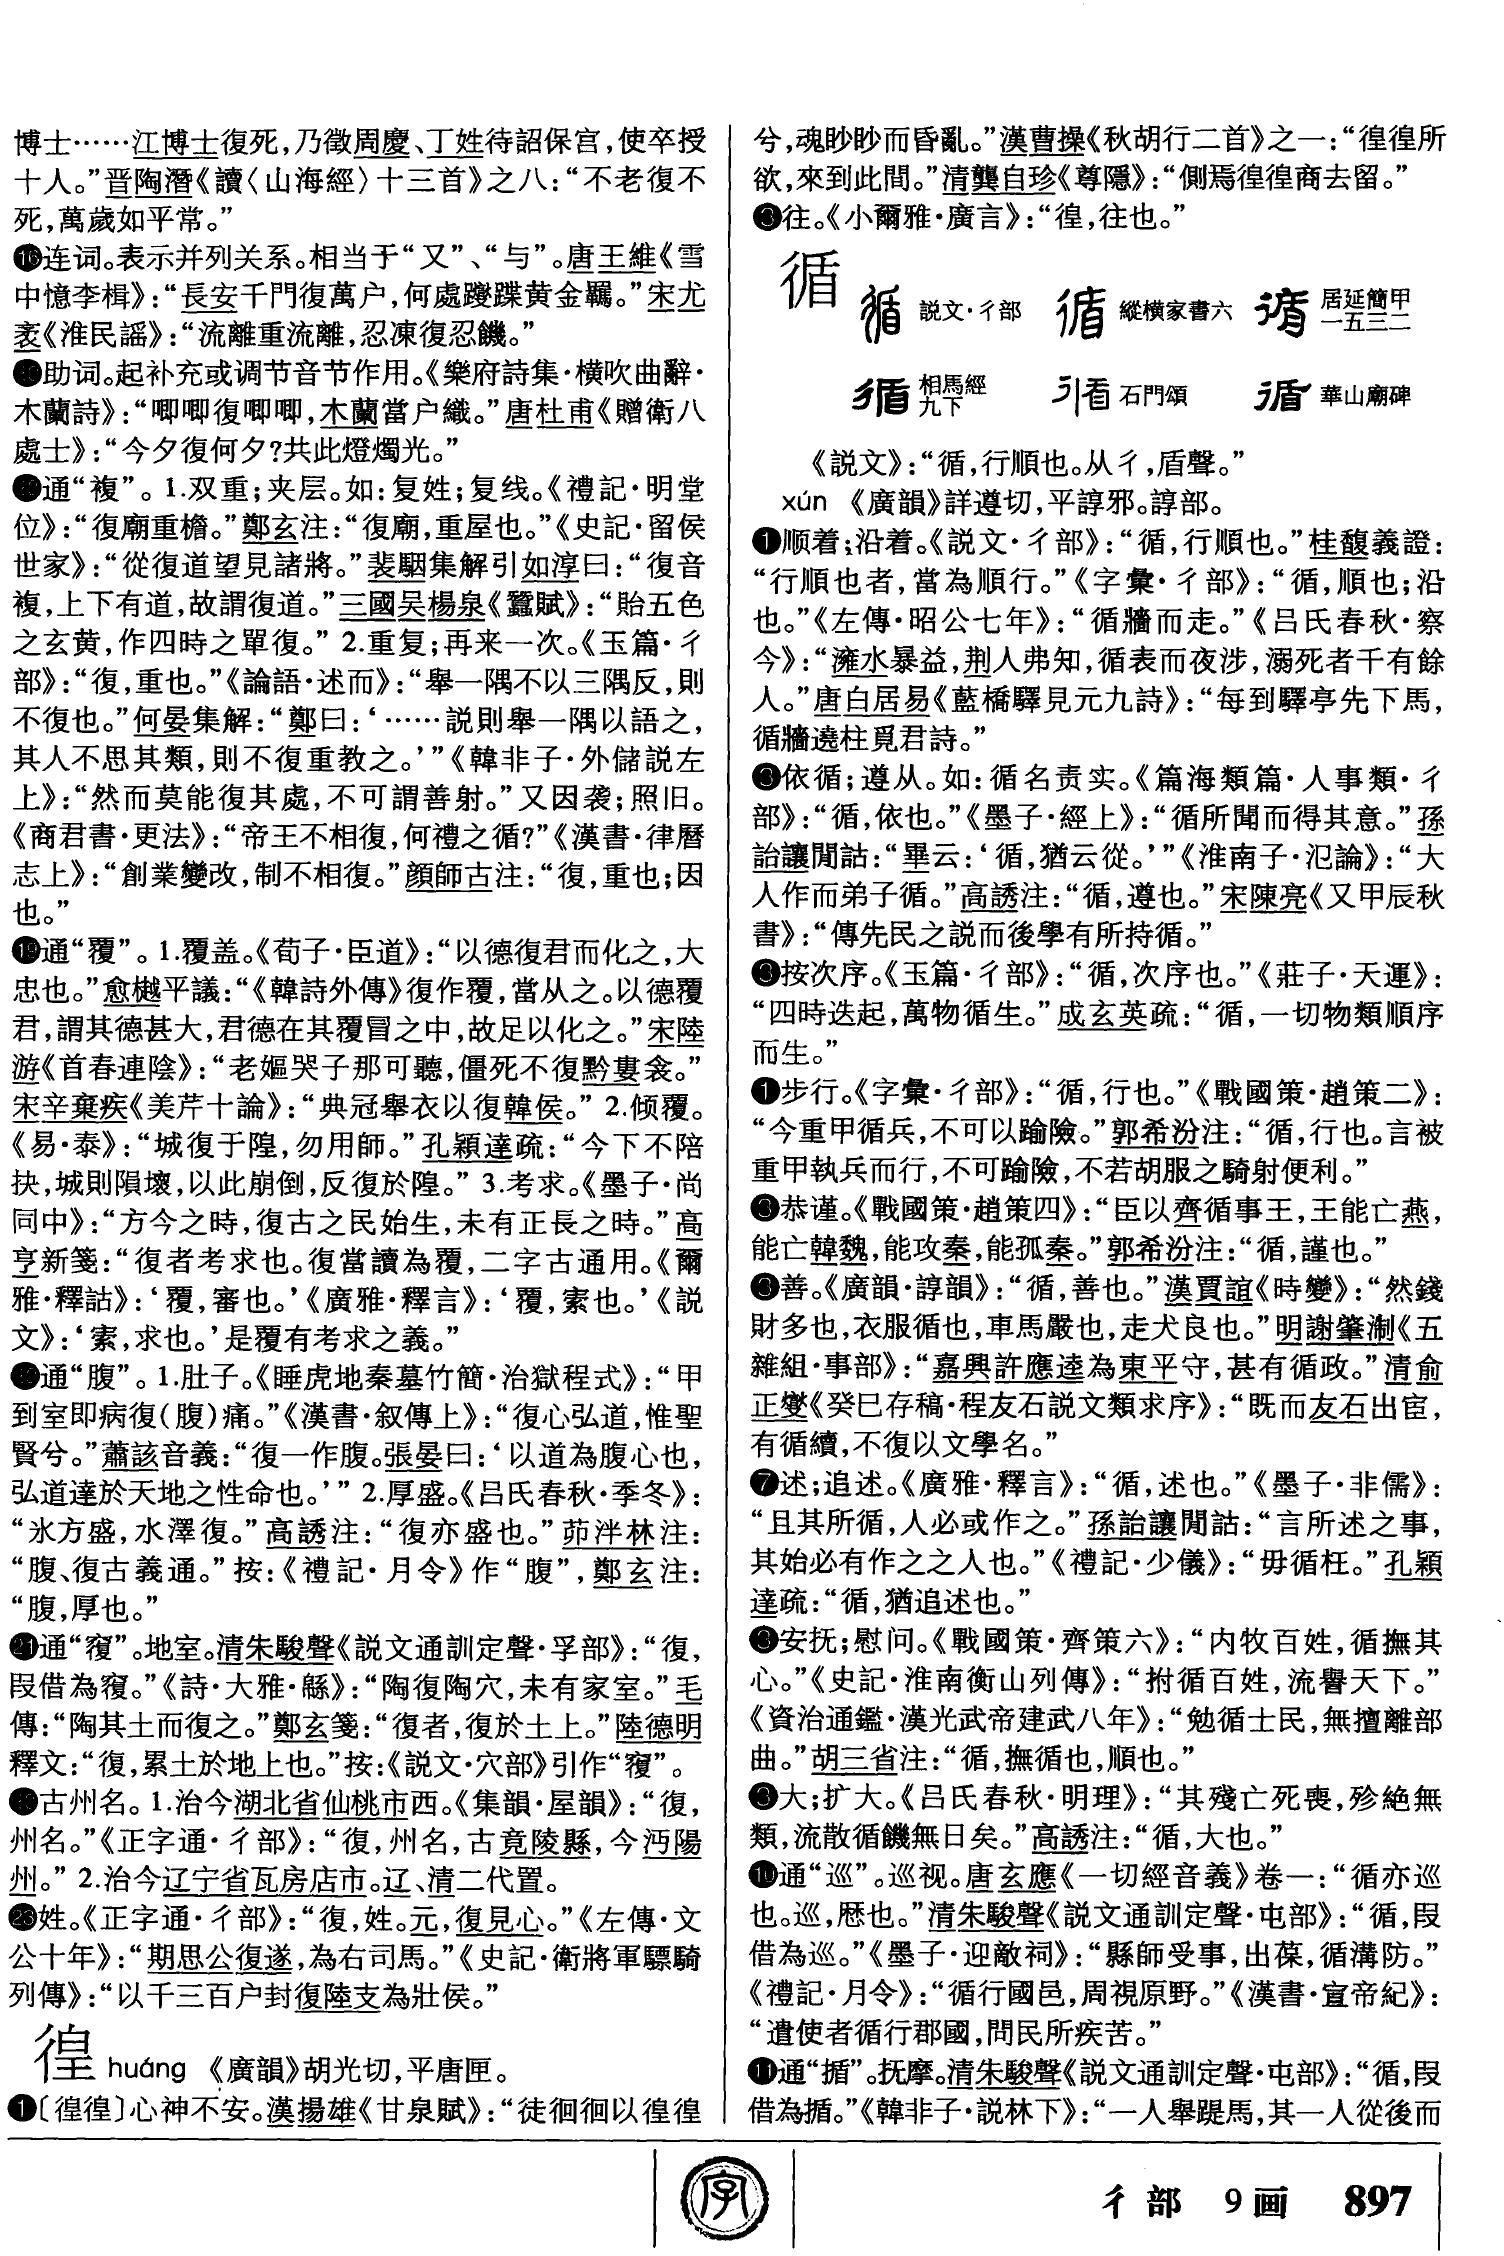 博士……江博士復死，乃徵周慶、丁姓待詔保宫，使卒授
十人。”晋陶潛《讀〈山海經〉十三首》之八：“不老復不
死，萬歲如平常。”
⓰连词。表示并列关系。相当于“又”、“与”。唐王維《雪
中憶李楫》：“長安千門復萬户，何處躞蹀黄金羈。”宋尤
袤《淮民謡》：“流離重流離，忍凍復忍饑。”
助词。起补充或调节音节作用。《樂府詩集·横吹曲辭·
木蘭詩》：“唧唧復唧唧，木蘭當户織。”唐杜甫《贈衛八
處士》：“今夕復何夕?共此燈燭光。”
通“複”。1.双重；夹层。如：复姓；复线。《禮記·明堂
位》：“復廟重檐。”鄭玄注：“復廟，重屋也。”《史記·留侯
世家》：“從復道望見諸將。”裴駰集解引如淳曰：“復音
複，上下有道，故謂復道。”三國吴楊泉《蠶賦》：“貽五色
之玄黄，作四時之單復。” 2.重复；再来一次。《玉篇·彳
部》：“復，重也。”《論語·述而》：“舉一隅不以三隅反，則
不復也。”何晏集解：“鄭曰：‘……説則舉一隅以語之，
其人不思其類，則不復重教之。’”《韓非子·外儲説左
上》：“然而莫能復其處，不可謂善射。”又因袭；照旧。
《商君書·更法》：“帝王不相復，何禮之循?”《漢書·律曆
志上》：“創業變改，制不相復。”顔師古注：“復，重也；因
也。”
⓳通“覆”。1.覆盖。《荀子·臣道》：“以德復君而化之，大
忠也。”愈樾平議：“《韓詩外傳》復作覆，當从之。以德覆
君，謂其德甚大，君德在其覆冒之中，故足以化之。”宋陸
游《首春連陰》：“老嫗哭子那可聽，僵死不復黔婁衾。”
宋辛棄疾《美芹十論》：“典冠舉衣以復韓侯。” 2.倾覆。
《易·泰》：“城復于隍，勿用師。”孔穎達疏：“今下不陪
抉，城則隕壞，以此崩倒，反復於隍。” 3.考求。《墨子·尚
同中》：“方今之時，復古之民始生，未有正長之時。”高
亨新箋：“復者考求也。復當讀為覆，二字古通用。《爾
雅·釋詁》：‘覆，審也。’《廣雅·釋言》：‘覆，索也。’《説
文》：‘索，求也。’是覆有考求之義。”
通“腹”。1.肚子。《睡虎地秦墓竹簡·治獄程式》：“甲
到室即病復(腹)痛。”《漢書·叙傳上》：“復心弘道，惟聖
賢兮。”蕭該音義：“復一作腹。張晏曰：‘以道為腹心也，
弘道達於天地之性命也。’” 2.厚盛。《吕氏春秋·季冬》：
“氷方盛，水澤復。”高誘注：“復亦盛也。”茆泮林注：
“腹、復古義通。”按：《禮記·月令》作“腹”，鄭玄注：
“腹，厚也。”
㉑通“𥨍”。地室。清朱駿聲《説文通訓定聲·孚部》：“復，
叚借為𥨍。”《詩·大雅·緜》：“陶復陶穴，未有家室。”毛
傳：“陶其土而復之。”鄭玄箋：“復者，復於土上。”陸德明
釋文：“復，累土於地上也。”按：《説文·穴部》引作“𥨍”。
古州名。1.治今湖北省仙桃市西。《集韻·屋韻》：“復，
州名。”《正字通·彳部》：“復，州名，古竟陵縣，今沔陽
州。” 2.治今辽宁省瓦房店市。辽、清二代置。
㉓姓。《正字通·彳部》：“復，姓。元，復見心。”《左傳·文
公十年》：“期思公復遂，為右司馬。”《史記·衛將軍驃騎
列傳》：“以千三百户封復陸支為壯侯。”
徨 huáng 《廣韻》胡光切，平唐匣。
❶〔徨徨〕心神不安。漢揚雄《甘泉賦》：“徒徊徊以徨徨
兮，魂眇眇而昏亂。”漢曹操《秋胡行二首》之一：“徨徨所
欲，來到此間。”清龔自珍《尊隱》：“側焉徨徨商去留。”
❸往。《小爾雅·廣言》：“徨，往也。”
循
説文·彳部 縱横家書六 居延簡甲一五三二
相馬經九下 石門頌 華山廟碑
《説文》：“循，行順也。从彳，盾聲。”
xún 《廣韻》詳遵切，平諄邪。諄部。
❶顺着；沿着。《説文·彳部》：“循，行順也。”桂馥義證：
“行順也者，當為順行。”《字彙·彳部》：“循，順也；沿
也。”《左傳·昭公七年》：“循牆而走。”《吕氏春秋·察
今》：“澭水暴益，荆人弗知，循表而夜涉，溺死者千有餘
人。”唐白居易《藍橋驛見元九詩》：“每到驛亭先下馬，
循牆遶柱覓君詩。”
❸依循；遵从。如：循名责实。《篇海類篇·人事類·彳
部》：“循，依也。”《墨子·經上》：“循所聞而得其意。”孫
詒讓閒詁：“畢云：‘循，猶云從。’”《淮南子·氾論》：“大
人作而弟子循。”高誘注：“循，遵也。”宋陳亮《又甲辰秋
書》：“傳先民之説而後學有所持循。”
❸按次序。《玉篇·彳部》：“循，次序也。”《莊子·天運》：
“四時迭起，萬物循生。”成玄英疏：“循，一切物類順序
而生。”
❶步行。《字彙·彳部》：“循，行也。”《戰國策·趙策二》：
“今重甲循兵，不可以踰險。”郭希汾注：“循，行也。言被
重甲執兵而行，不可踰險，不若胡服之騎射便利。”
❸恭谨。《戰國策·趙策四》：“臣以齊循事王，王能亡燕，
能亡韓魏，能攻秦，能孤秦。”郭希汾注：“循，謹也。”
❸善。《廣韻·諄韻》：“循，善也。”漢賈誼《時變》：“然錢
財多也，衣服循也，車馬嚴也，走犬良也。”明謝肇淛《五
雜組·事部》：“嘉興許應逵為東平守，甚有循政。”清俞
正燮《癸巳存稿·程友石説文類求序》：“既而友石出宦，
有循續，不復以文學名。”
❼述；追述。《廣雅·釋言》：“循，述也。”《墨子·非儒》：
“且其所循，人必或作之。”孫詒讓閒詁：“言所述之事，
其始必有作之之人也。”《禮記·少儀》：“毋循枉。”孔穎
達疏：“循，猶追述也。”
❸安抚；慰问。《戰國策·齊策六》：“内牧百姓，循撫其
心。”《史記·淮南衡山列傳》：“拊循百姓，流譽天下。”
《資治通鑑·漢光武帝建武八年》：“勉循士民，無擅離部
曲。”胡三省注：“循，撫循也，順也。”
❸大；扩大。《吕氏春秋·明理》：“其殘亡死喪，殄絶無
類，流散循饑無日矣。”高誘注：“循，大也。”
❿通“巡”。巡视。唐玄應《一切經音義》卷一：“循亦巡
也。巡，歷也。”清朱駿聲《説文通訓定聲·屯部》：“循，叚
借為巡。”《墨子·迎敵祠》：“縣師受事，出葆，循溝防。”
《禮記·月令》：“循行國邑，周視原野。”《漢書·宣帝紀》：
“遣使者循行郡國，問民所疾苦。”
⓫通“揗”。抚摩。清朱駿聲《説文通訓定聲·屯部》：“循，叚
借為揗。”《韓非子·説林下》：“一人舉踶馬，其一人從後而
字
彳部 9画 897